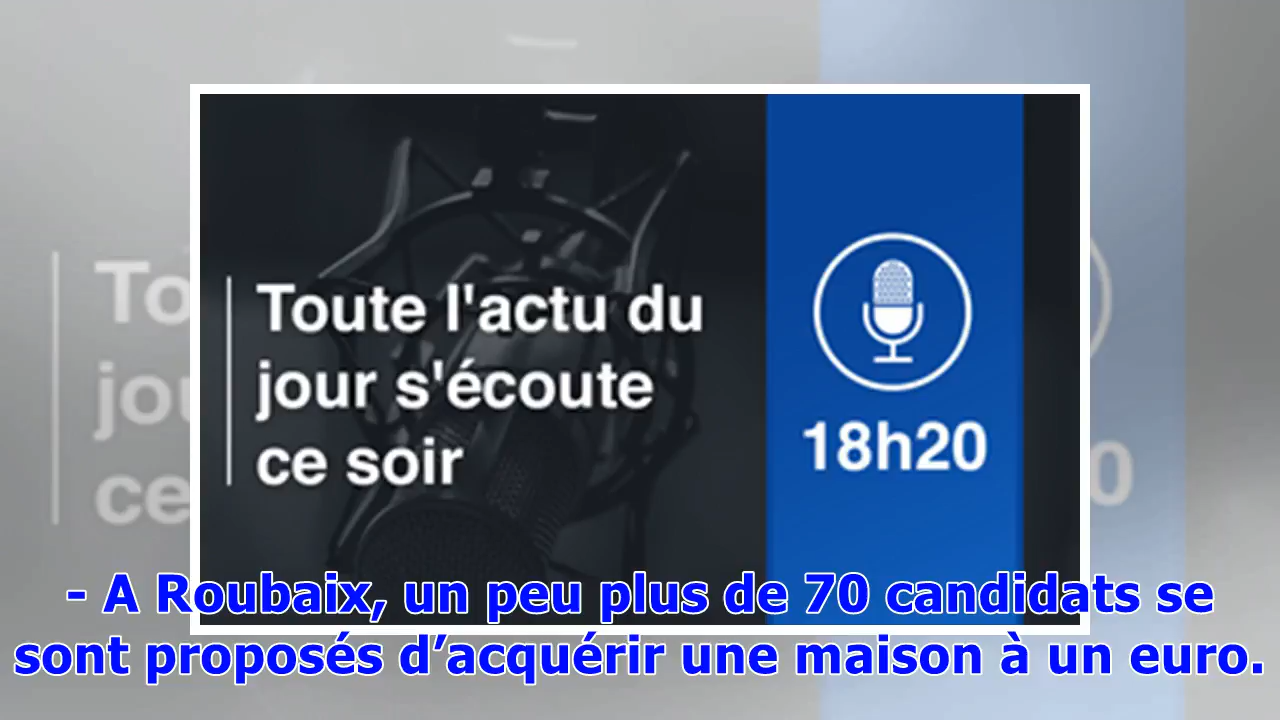 Toute l'actu du
jour s'écoute
ce soir
18h20
- A Roubaix, un peu plus de 70 candidats se
sont proposés d’acquérir une maison à un euro.